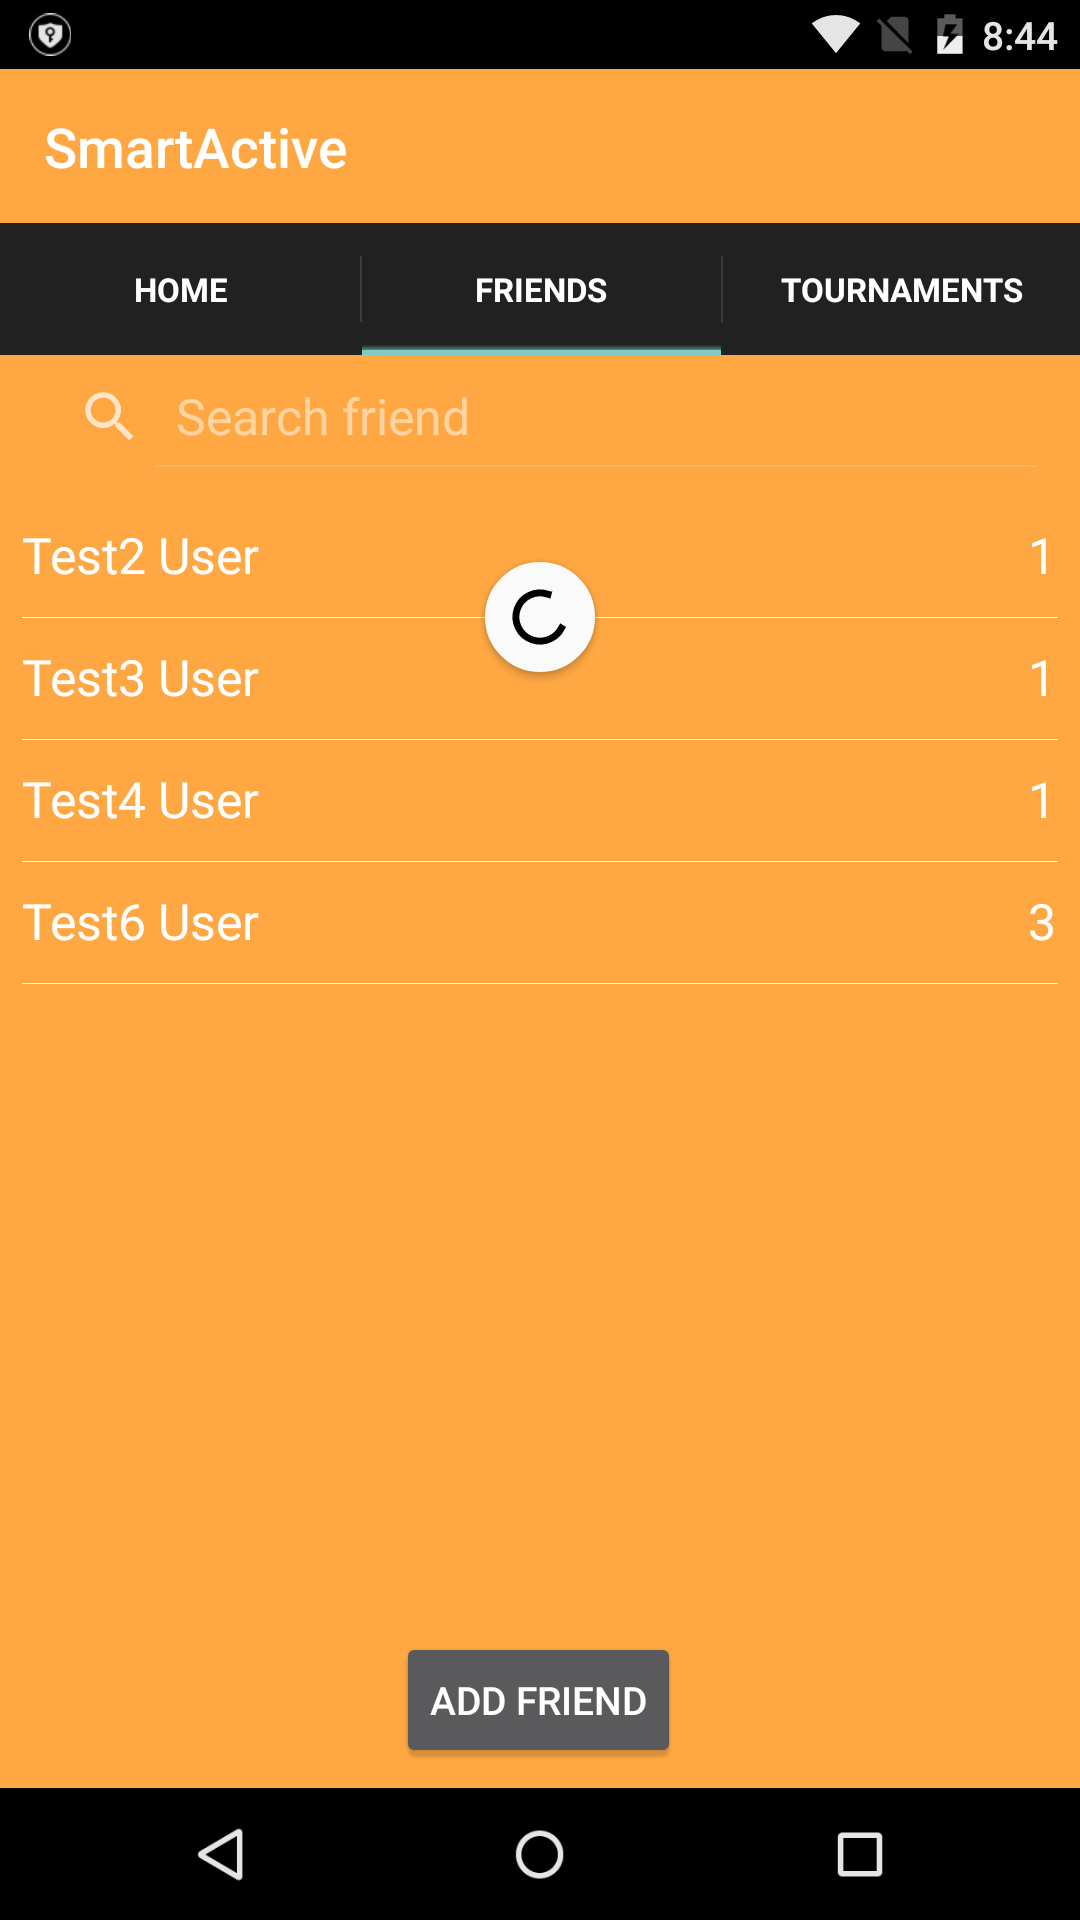 8:44
SmartActive
HOME FRIENDS TOURNAMENTS
Search friend
Test2 User 1
Test3 User 1
Test4 User 1
Test6 User 3
ADD FRIEND